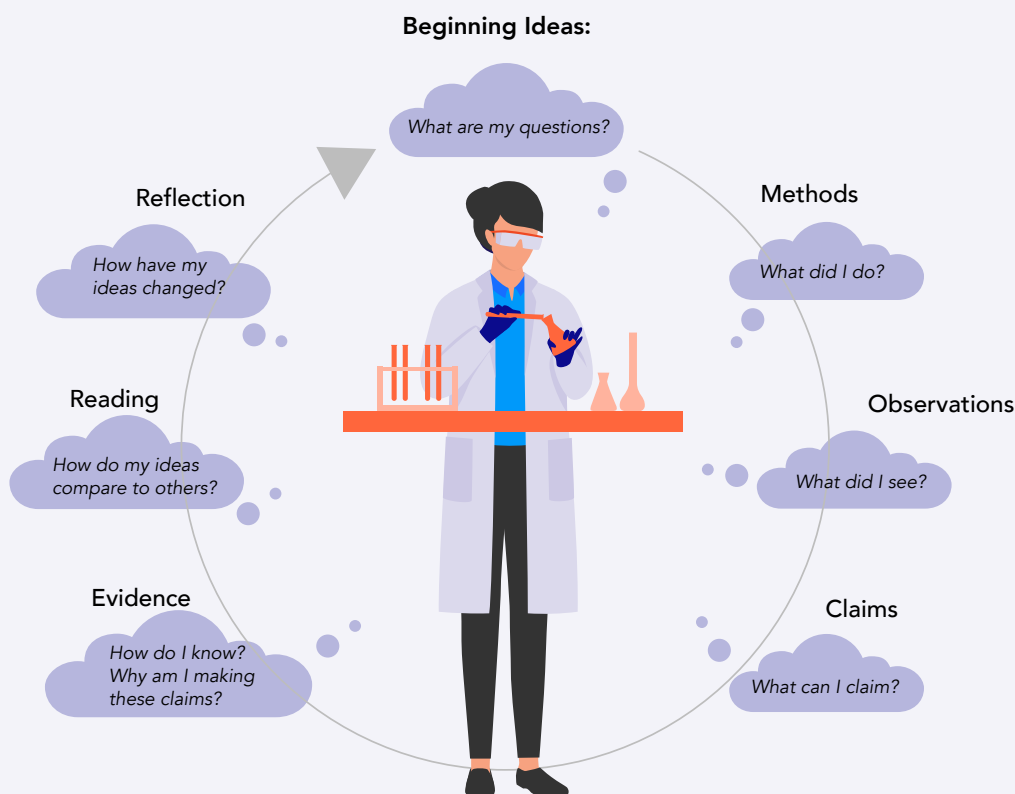 Beginning Ideas:
What are my questions?
Methods
What did I do?
Observations
What did I see?
Claims
What can I claim?
Evidence
How do I know?
Why am I making
these claims?
Reading
How do my ideas
compare to others?
Reflection
How have my
ideas changed?